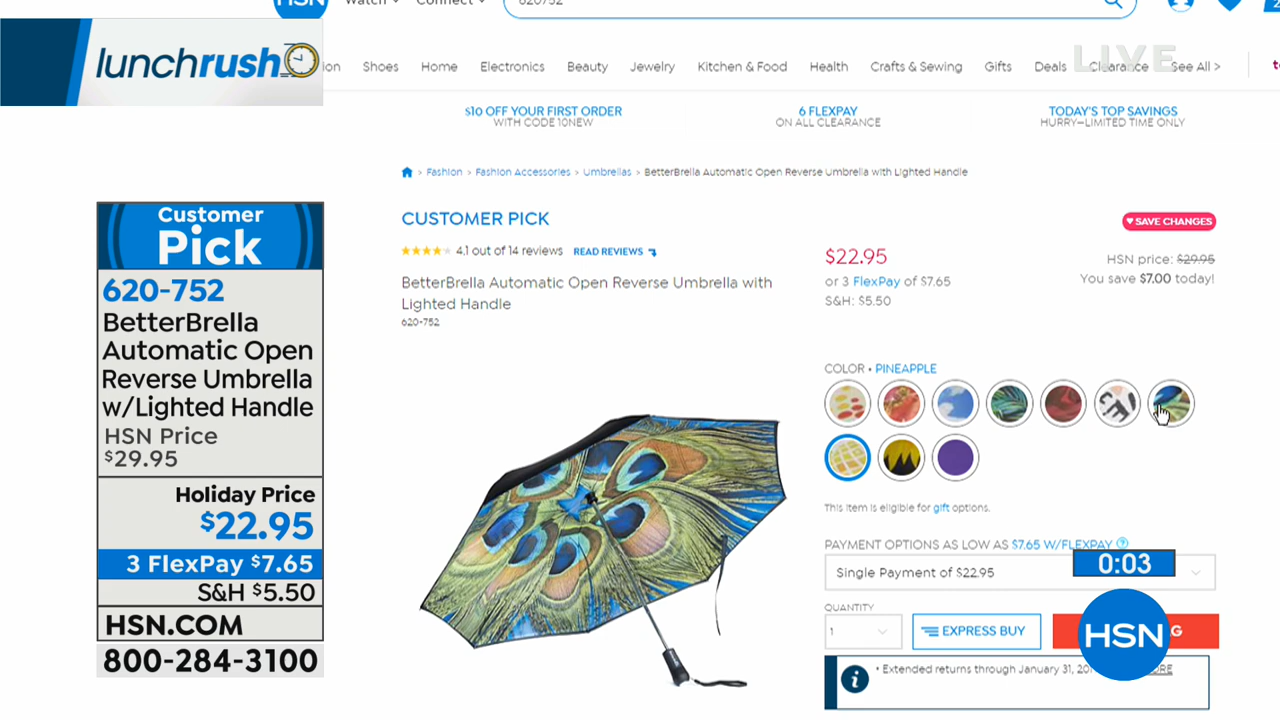 HSN
Watch
Connect
620752
lunchrush
LIVE
Shoes
Home
Electronics
Beauty
Jewelry
Kitchen & Food
Health
Crafts & Sewing
Gifts
Deals
Clearance
See All >
$10 OFF YOUR FIRST ORDER
WITH CODE 10NEW
6 FLEXPAY
ON ALL CLEARANCE
TODAY'S TOP SAVINGS
HURRY—LIMITED TIME ONLY
> Fashion > Fashion Accessories > Umbrellas > BetterBrella Automatic Open Reverse Umbrella with Lighted Handle
Customer
Pick
620-752
BetterBrella
Automatic Open
Reverse Umbrella
w/Lighted Handle
HSN Price
$29.95
Holiday Price
$22.95
3 FlexPay $7.65
S&H $5.50
HSN.COM
800-284-3100
CUSTOMER PICK
4.1 out of 14 reviews READ REVIEWS
BetterBrella Automatic Open Reverse Umbrella with
Lighted Handle
620-752
SAVE CHANGES
$22.95
or 3 FlexPay of $7.65
S&H: $5.50
HSN price: $29.95
You save $7.00 today!
COLOR • PINEAPPLE
This item is eligible for gift options.
PAYMENT OPTIONS AS LOW AS $7.65 W/FLEXPAY ?
0:03
Single Payment of $22.95
QUANTITY
1
EXPRESS BUY
HSN
G
i
• Extended returns through January 31,